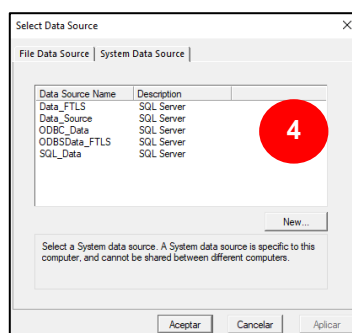 Select Data Source
File Data Source System Data Source
Data Source Name Description
Data_FTLS SQL Server
Data_Source SQL Server
ODBC_Data SQL Server
ODBSData_FTLS SQL Server
SQL_Data SQL Server
4
New...
Select a System data source. A System data source is specific to this
computer, and cannot be shared between different computers.
Aceptar Cancelar Aplicar